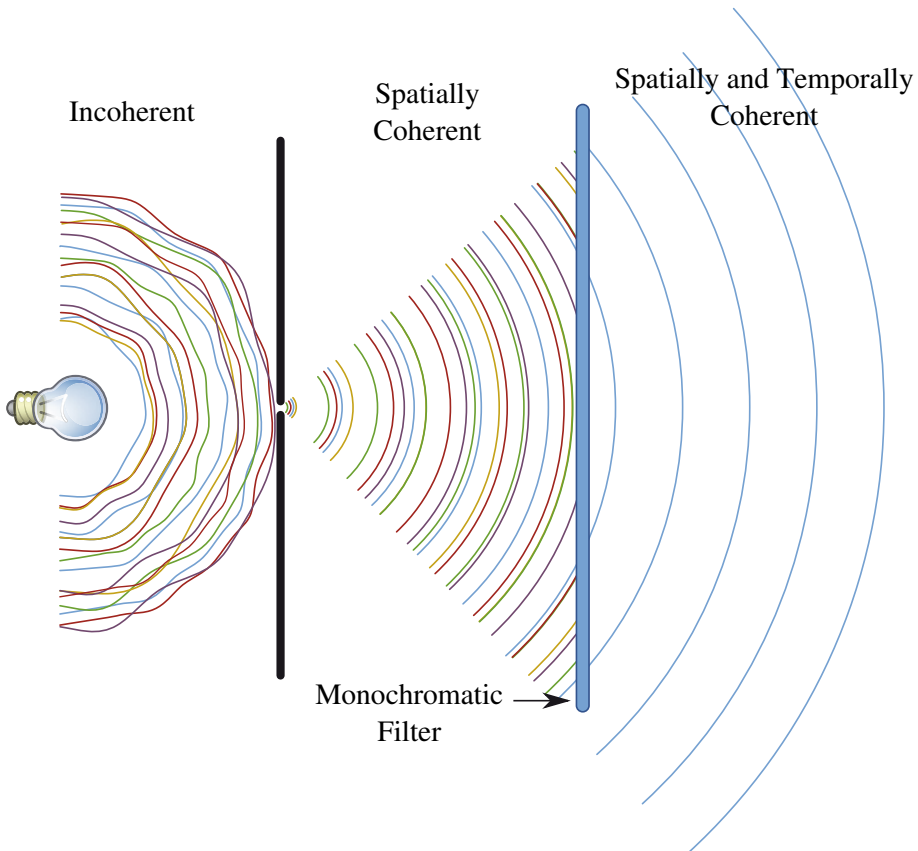 Incoherent
Spatially
Coherent
Spatially and Temporally
Coherent
Monochromatic
Filter